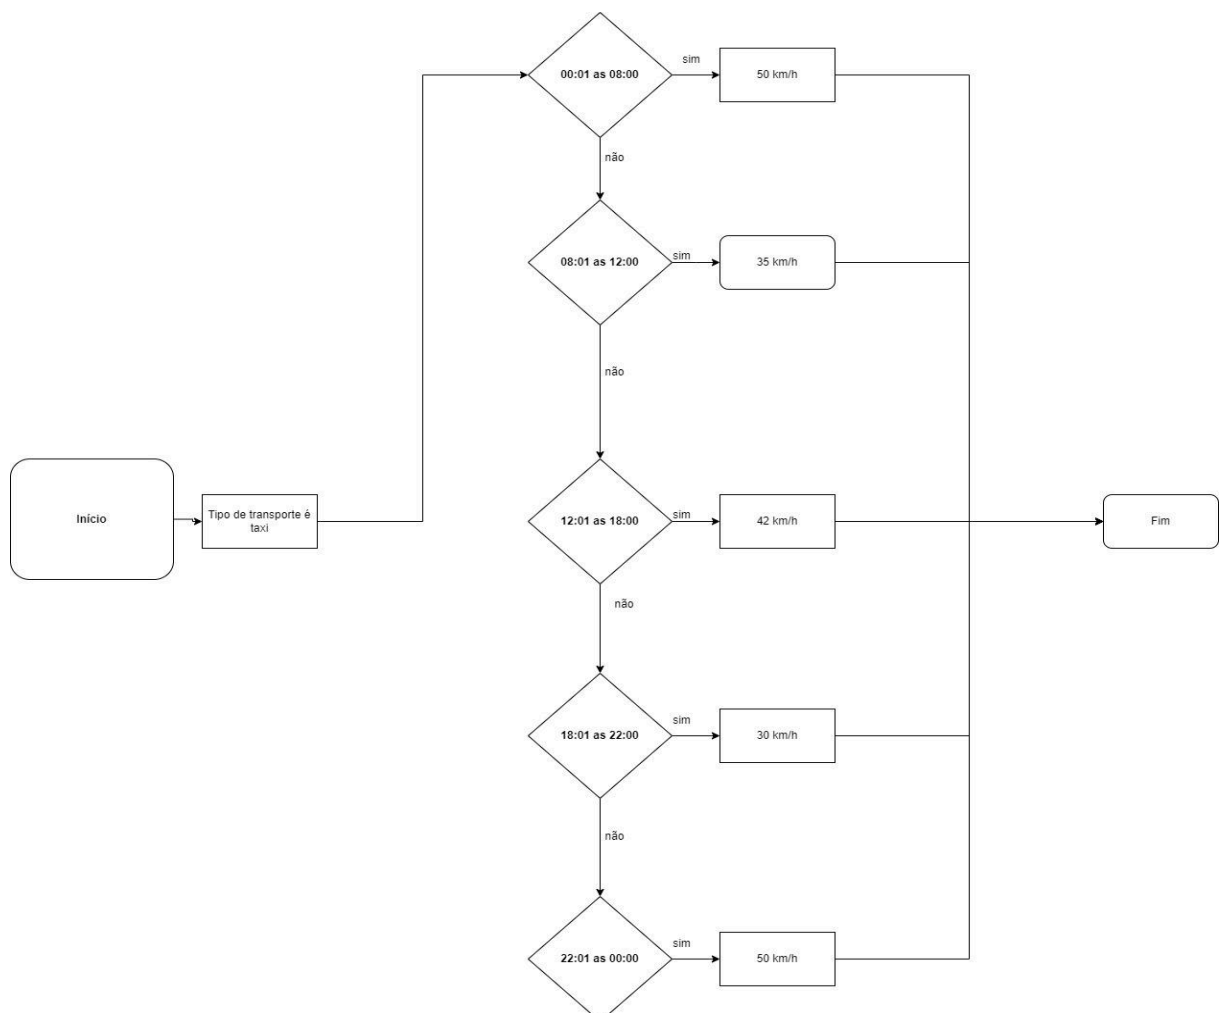 00:01 as 08:00
sim
50 km/h
não
08:01 as 12:00
sim
35 km/h
não
Início
Tipo de transporte é
taxi
12:01 as 18:00
sim
42 km/h
Fim
não
18:01 as 22:00
sim
30 km/h
não
22:01 as 00:00
sim
50 km/h